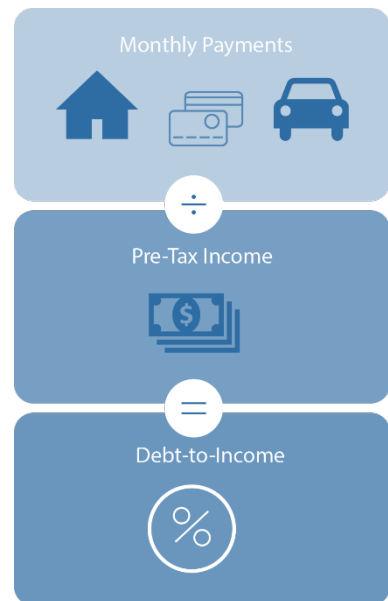 Monthly Payments
÷
Pre-Tax Income
$
=
Debt-to-Income
%